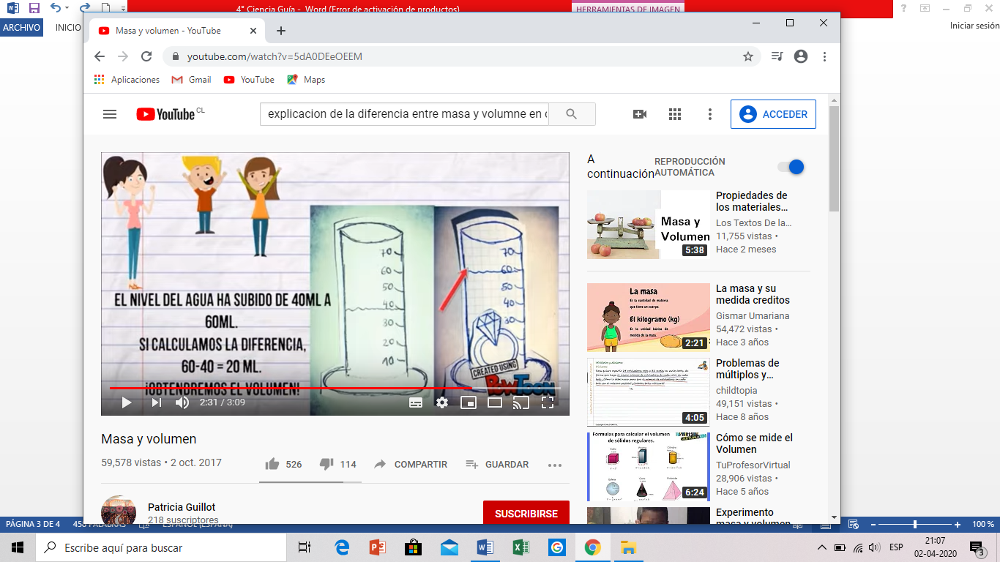 4° Ciencia Guía - Word (Error de activación de productos)
HERRAMIENTAS DE IMAGEN
ARCHIVO
INICIO
Iniciar sesión
Masa y volumen - YouTube
youtube.com/watch?v=5dA0DEeOEEM
Aplicaciones
Gmail
YouTube
Maps
YouTube CL
explicacion de la diferencia entre masa y volumne en
ACCEDER
EL NIVEL DEL AGUA HA SUBIDO DE 40ML A
60ML.
SI CALCULAMOS LA DIFERENCIA,
60-40 = 20 ML.
¡OBTENDREMOS EL VOLUMEN!
70
60
50
40
30
20
10
70
60
50
40
30
CREATED USING
POWTOON
2:31 / 3:09
Masa y volumen
59,578 vistas • 2 oct. 2017
526
114
COMPARTIR
GUARDAR
Patricia Guillot
218 suscriptores
SUSCRIBIRSE
A
continuación
REPRODUCCIÓN
AUTOMÁTICA
Masa y
Volumen
5:38
Propiedades de
los materiales...
Los Textos De la...
11,755 vistas •
Hace 2 meses
La masa
Es la cantidad de materia
que tiene un cuerpo.
El kilogramo (kg)
Es la unidad básica de
medida de la masa.
2:21
La masa y su
medida creditos
Gismar Umariana
54,472 vistas •
Hace 3 años
4:05
Problemas de
múltiplos y...
childtopia
49,151 vistas •
Hace 8 años
Fórmulas para calcular el volumen
de sólidos regulares.
6:24
Cómo se mide el
Volumen
TuProfesorVirtual
28,906 vistas •
Hace 5 años
Experimento
masa y volumen
PÁGINA 3 DE 4
ESPAÑOL (ESPAÑA)
100 %
Escribe aquí para buscar
ESP
21:07
02-04-2020
3